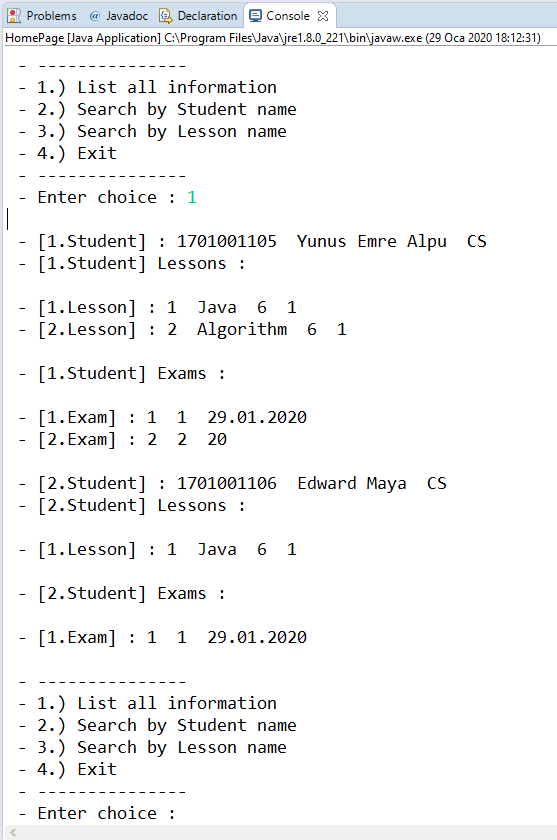 Problems @ Javadoc Declaration Console
HomePage [Java Application] C:\Program Files\Java\jre1.8.0_221\bin\javaw.exe (29 Oca 2020 18:12:31)
- ---------------
- 1.) List all information
- 2.) Search by Student name
- 3.) Search by Lesson name
- 4.) Exit
- ---------------
- Enter choice : 1
- [1.Student] : 1701001105  Yunus Emre Alpu  CS
- [1.Student] Lessons :
- [1.Lesson] : 1  Java  6  1
- [2.Lesson] : 2  Algorithm  6  1
- [1.Student] Exams :
- [1.Exam] : 1  1  29.01.2020
- [2.Exam] : 2  2  20
- [2.Student] : 1701001106  Edward Maya  CS
- [2.Student] Lessons :
- [1.Lesson] : 1  Java  6  1
- [2.Student] Exams :
- [1.Exam] : 1  1  29.01.2020
- ---------------
- 1.) List all information
- 2.) Search by Student name
- 3.) Search by Lesson name
- 4.) Exit
- ---------------
- Enter choice :